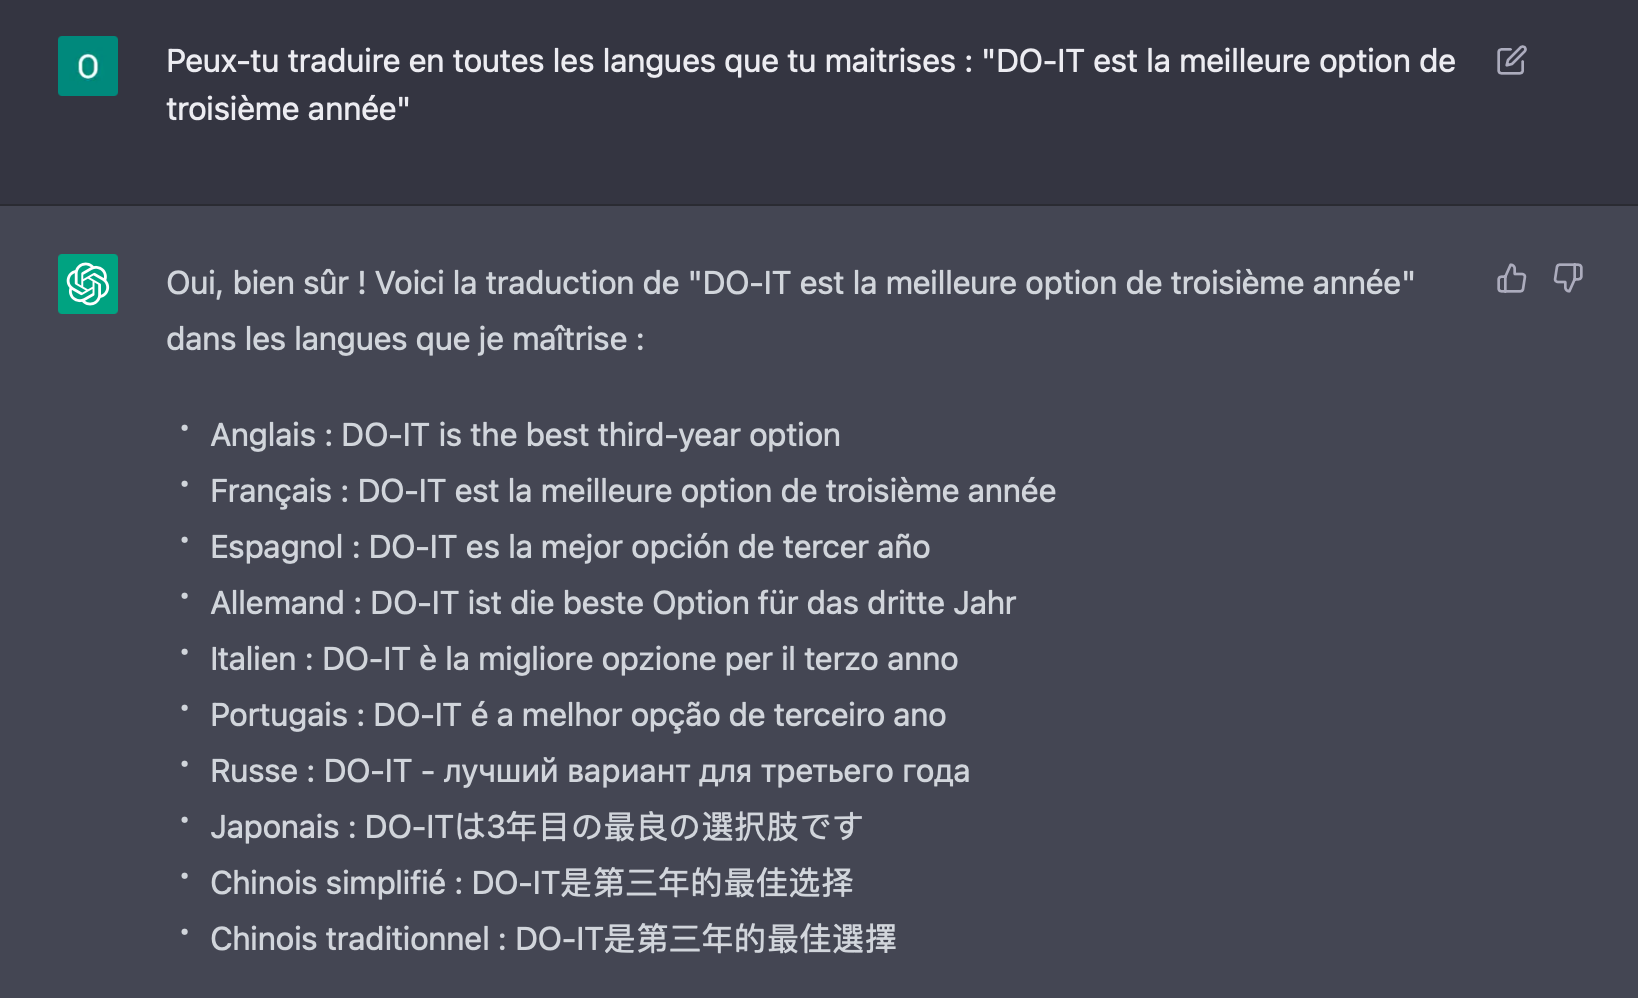 O
Peux-tu traduire en toutes les langues que tu maitrises : "DO-IT est la meilleure option de
troisième année"
Oui, bien sûr ! Voici la traduction de "DO-IT est la meilleure option de troisième année"
dans les langues que je maîtrise :
• Anglais : DO-IT is the best third-year option
• Français : DO-IT est la meilleure option de troisième année
• Espagnol : DO-IT es la mejor opción de tercer año
• Allemand : DO-IT ist die beste Option für das dritte Jahr
• Italien : DO-IT è la migliore opzione per il terzo anno
• Portugais : DO-IT é a melhor opção de terceiro ano
• Russe : DO-IT - лучший вариант для третьего года
• Japonais : DO-ITは3年目の最良の選択肢です
• Chinois simplifié : DO-IT是第三年的最佳选择
• Chinois traditionnel : DO-IT是第三年的最佳選擇